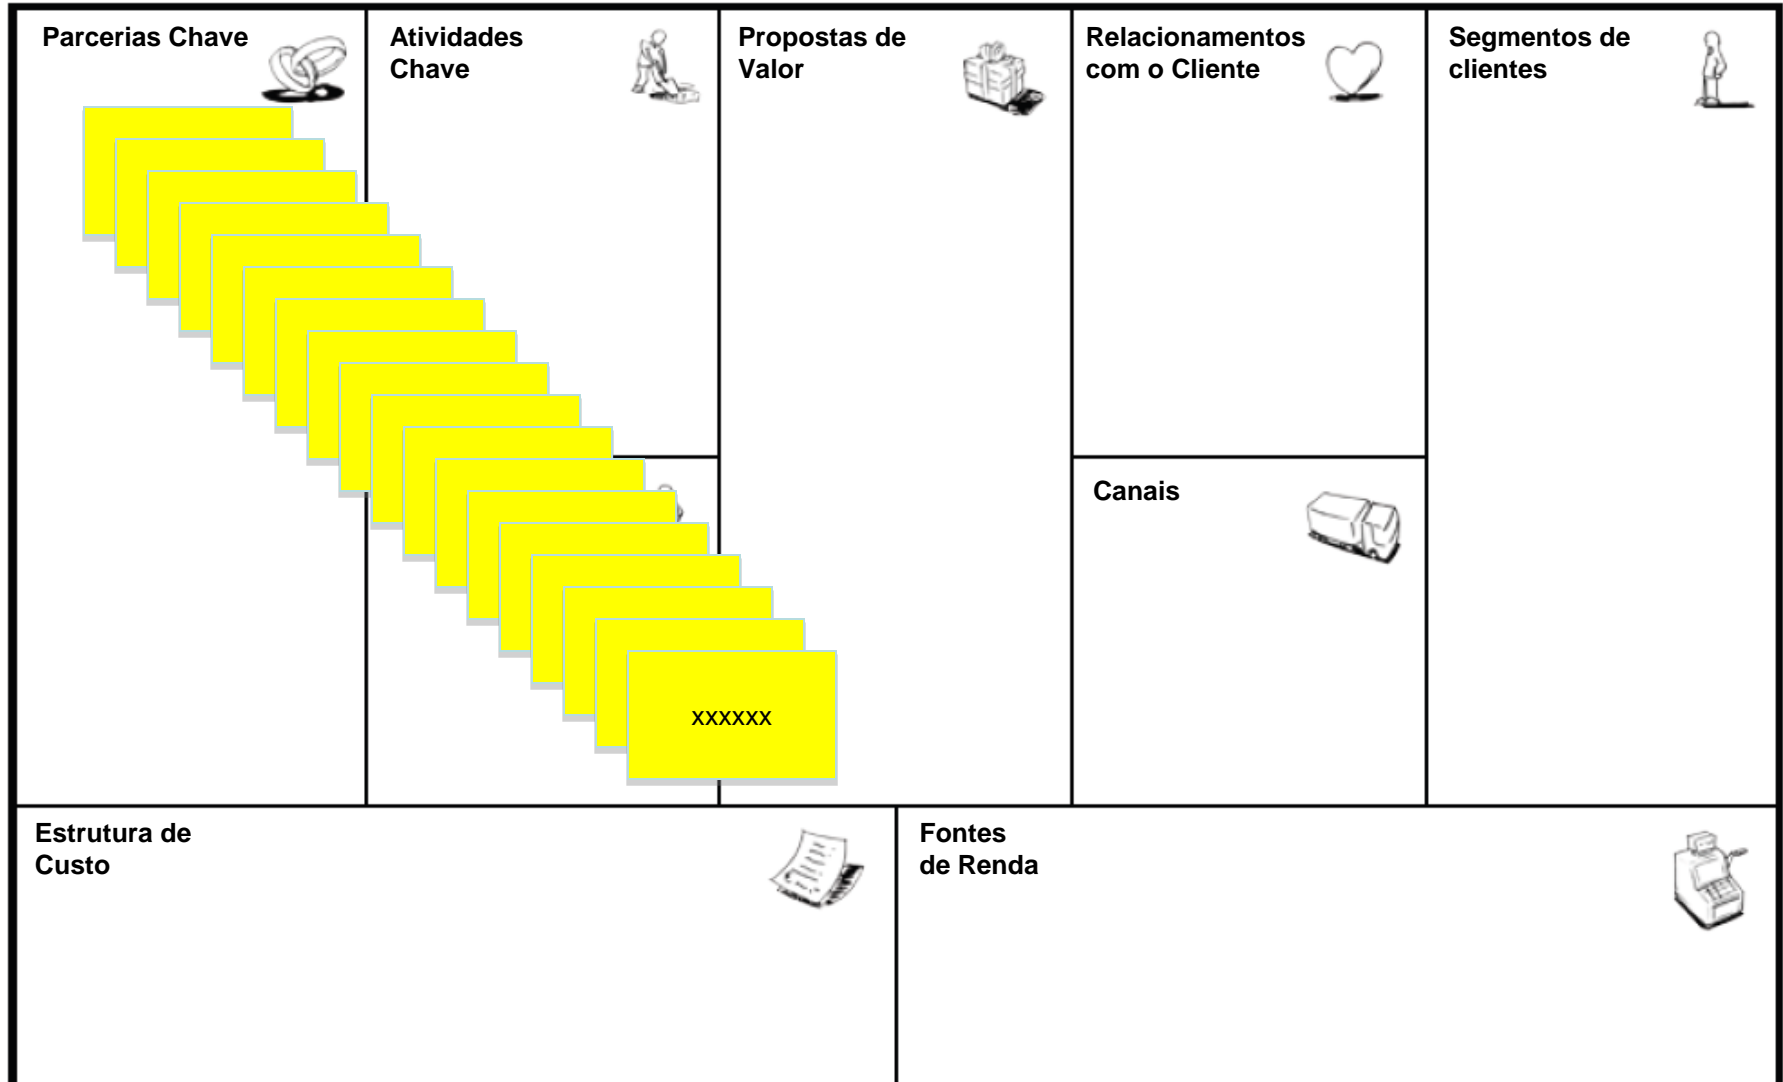 Parcerias Chave
Atividades
Chave
Propostas de
Valor
Relacionamentos
com o Cliente
Segmentos de
clientes
Canais
xxxxxx
Estrutura de
Custo
Fontes
de Renda